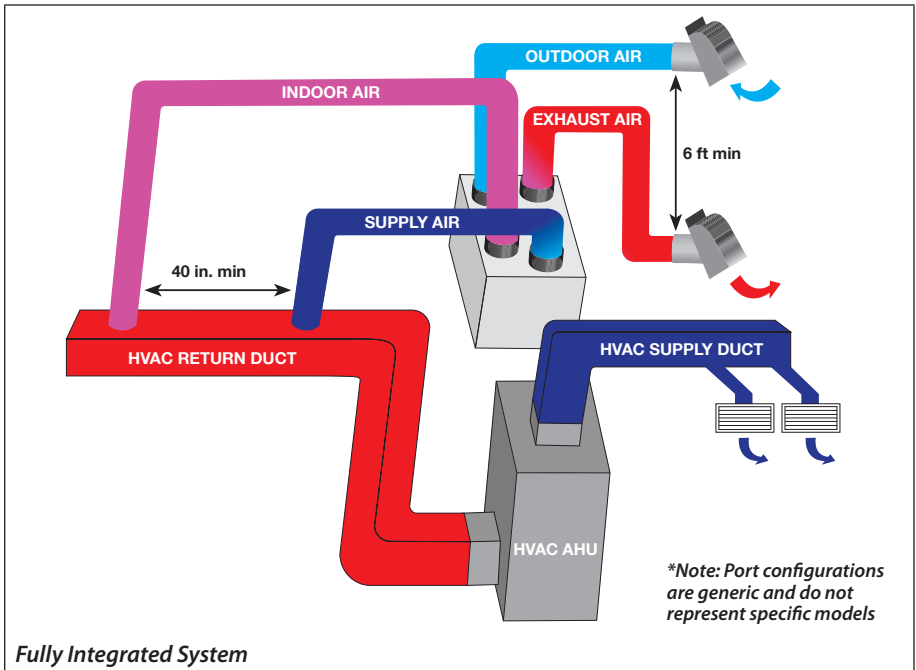 OUTDOOR AIR
INDOOR AIR
EXHAUST AIR
6 ft min
SUPPLY AIR
40 in. min
HVAC RETURN DUCT
HVAC SUPPLY DUCT
HVAC AHU
*Note: Port configurations
are generic and do not
represent specific models
Fully Integrated System